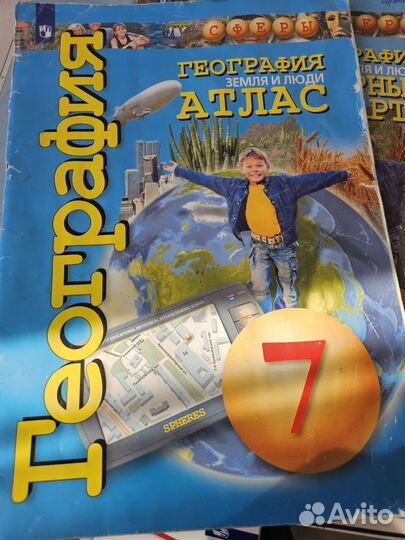 СФЕРЫ
ГЕОГРАФИЯ
ЗЕМЛЯ И ЛЮДИ
АТЛАС
География
SPHERES
7
Avito